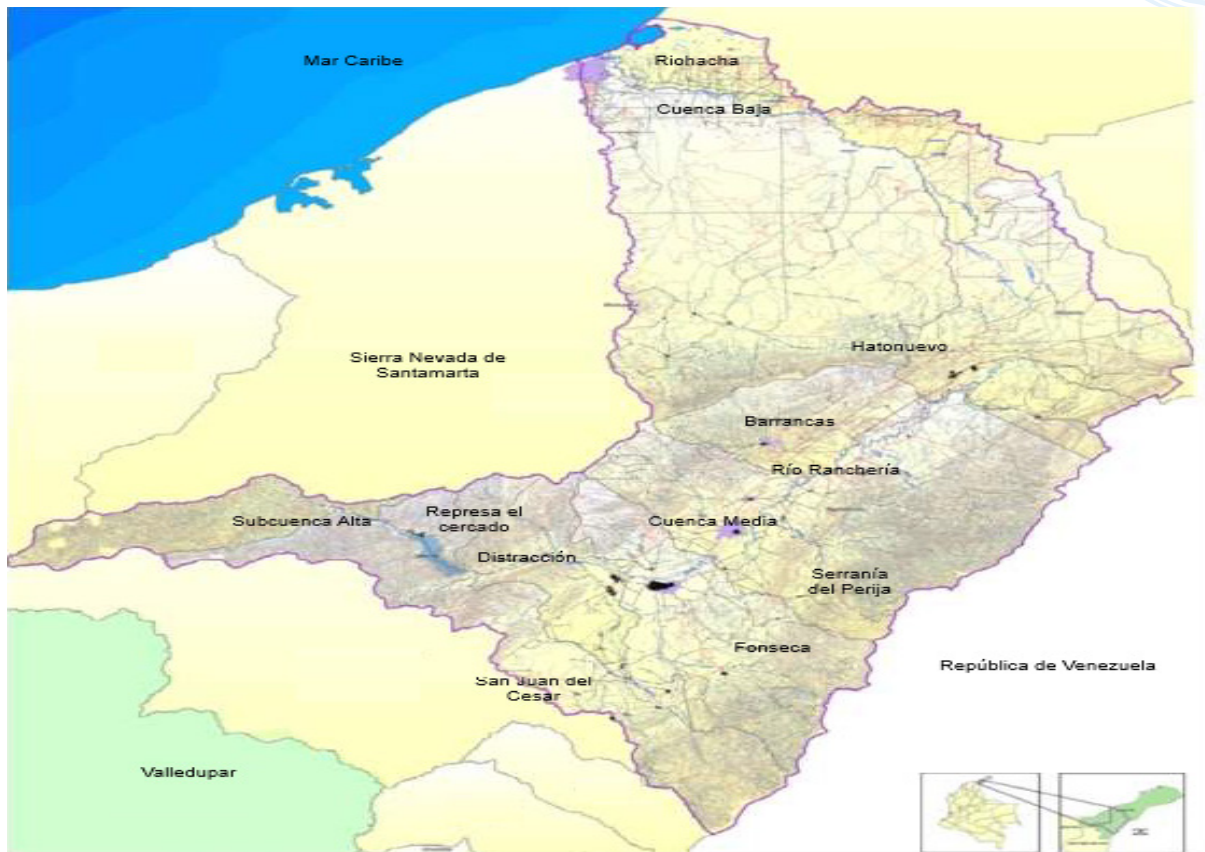 Mar Caribe
Riohacha
Cuenca Baja
Hatonuevo
Sierra Nevada de
Santamarta
Barrancas
Río Ranchería
Subcuenca Alta
Represa el
cercado
Cuenca Media
Distracción
Serranía
del Perija
Fonseca
República de Venezuela
San Juan del
Cesar
Valledupar